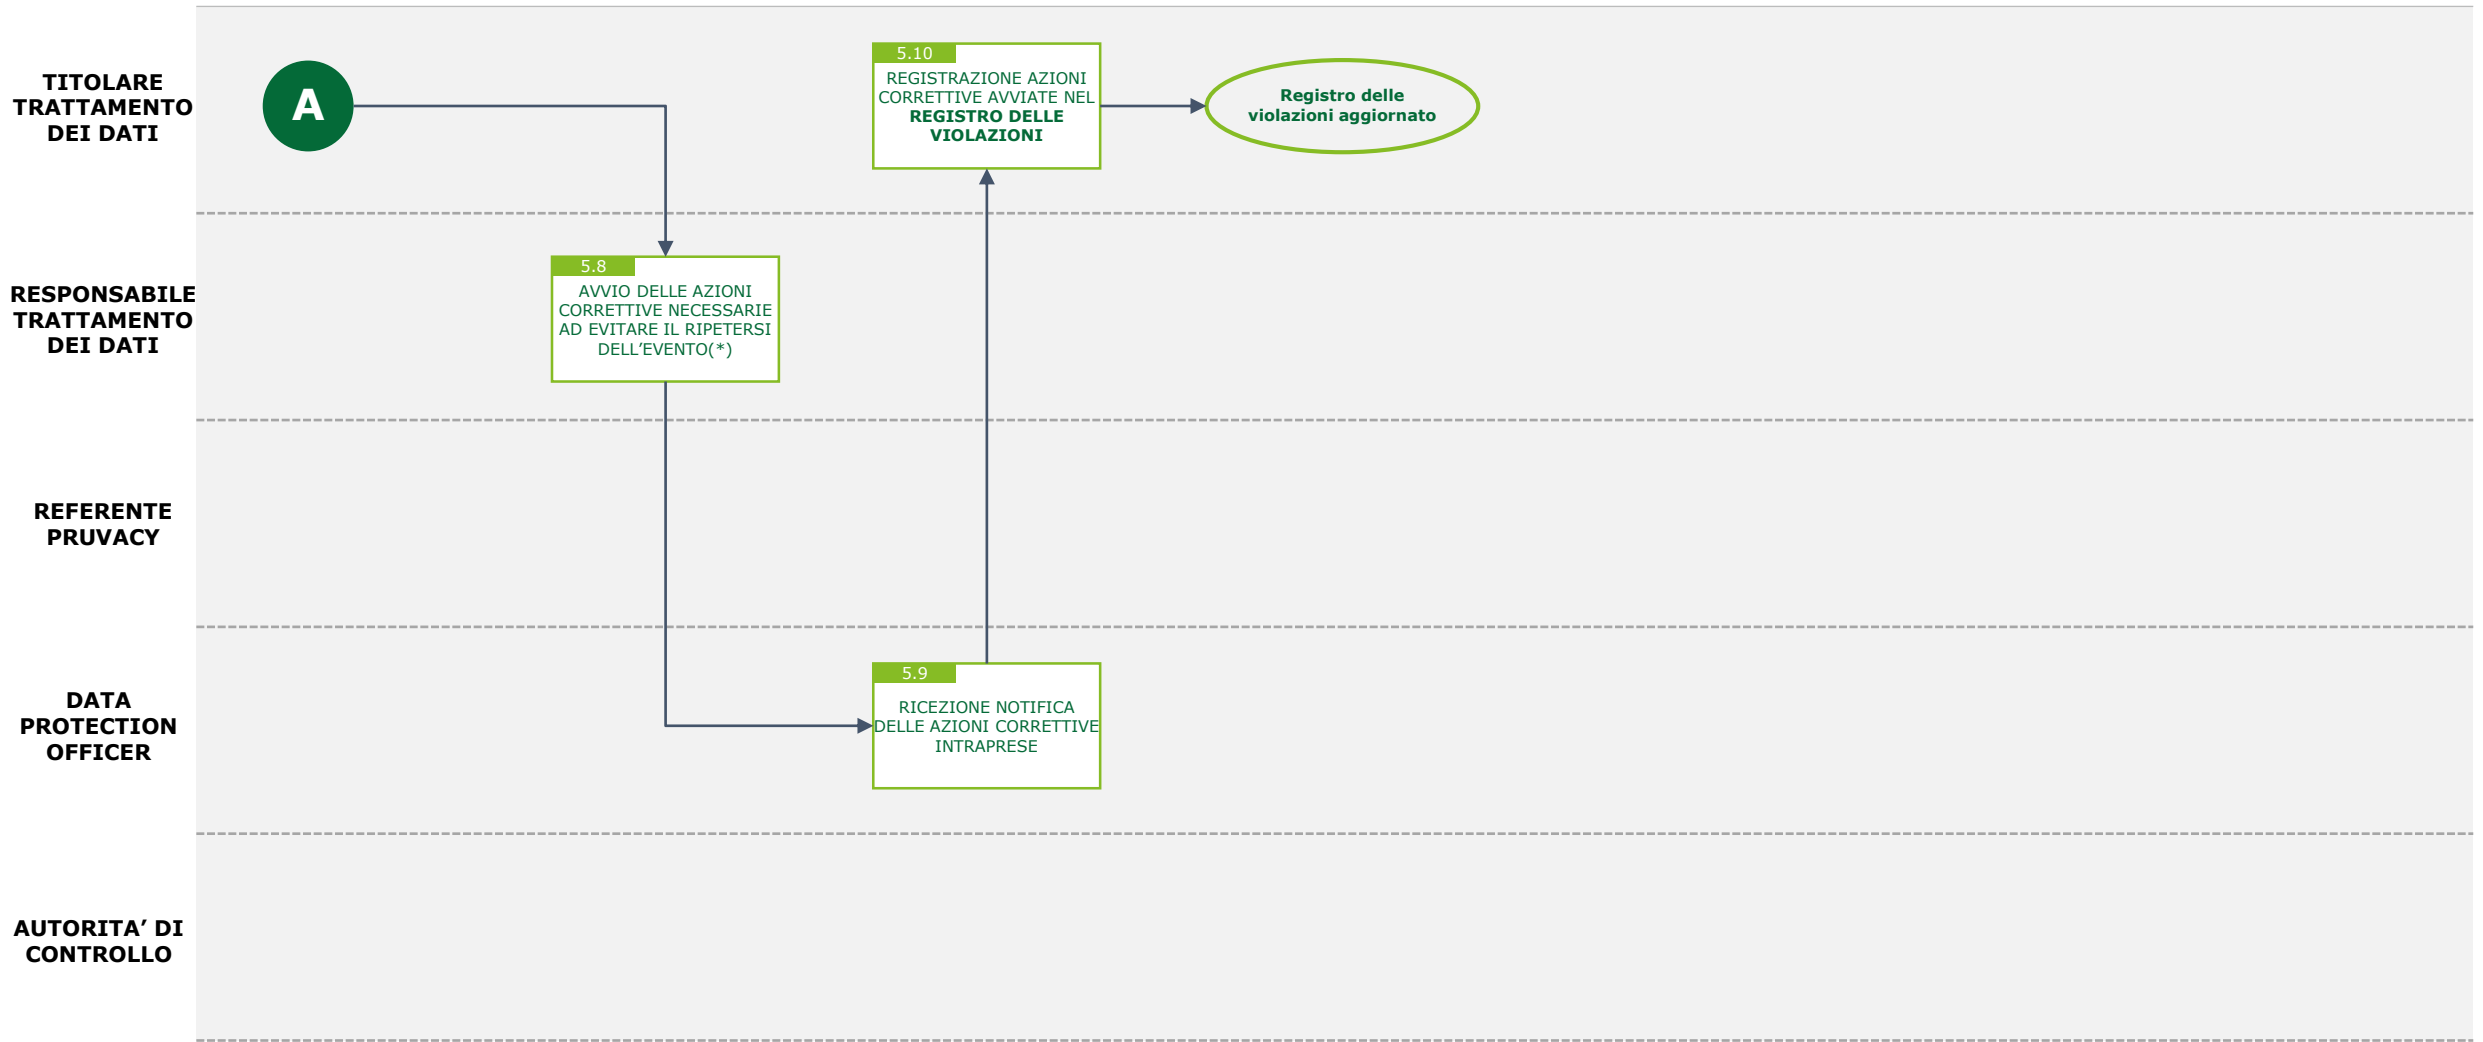 TITOLARE
TRATTAMENTO
DEI DATI
A
5.10
REGISTRAZIONE AZIONI
CORRETTIVE AVVIATE NEL
REGISTRO DELLE
VIOLAZIONI
Registro delle
violazioni aggiornato
RESPONSABILE
TRATTAMENTO
DEI DATI
5.8
AVVIO DELLE AZIONI
CORRETTIVE NECESSARIE
AD EVITARE IL RIPETERSI
DELL’EVENTO(*)
REFERENTE
PRUVACY
DATA
PROTECTION
OFFICER
5.9
RICEZIONE NOTIFICA
DELLE AZIONI CORRETTIVE
INTRAPRESE
AUTORITA’ DI
CONTROLLO